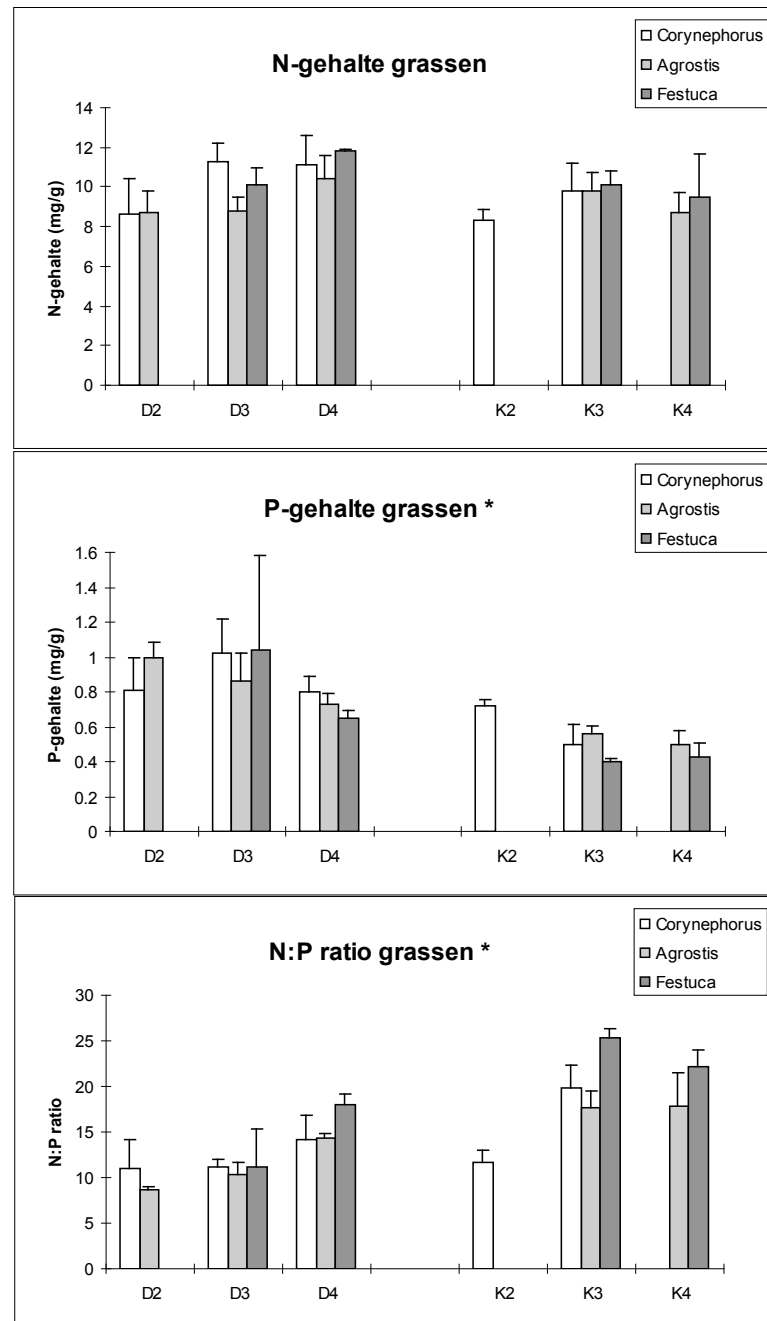 N-gehalte grassen
Corynephorus
Agrostis
Festuca
N-gehalte (mg/g)
14
12
10
8
6
4
2
0
D2 D3 D4 K2 K3 K4
P-gehalte grassen *
Corynephorus
Agrostis
Festuca
P-gehalte (mg/g)
1.6
1.4
1.2
1
0.8
0.6
0.4
0.2
0
D2 D3 D4 K2 K3 K4
N:P ratio grassen *
Corynephorus
Agrostis
Festuca
N:P ratio
30
25
20
15
10
5
0
D2 D3 D4 K2 K3 K4